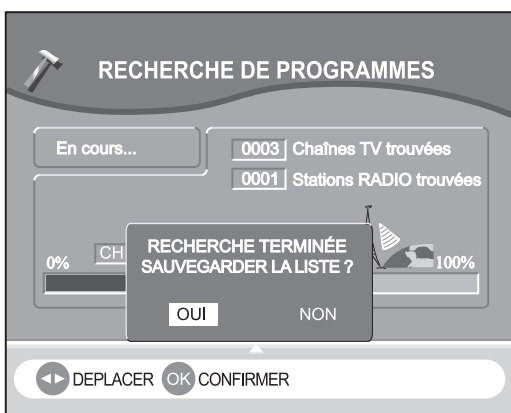 RECHERCHE DE PROGRAMMES
En cours...
0003 Chaînes TV trouvées
0001 Stations RADIO trouvées
0% CH 100%
RECHERCHE TERMINÉE
SAUVEGARDER LA LISTE ?
OUI NON
DEPLACER OK CONFIRMER